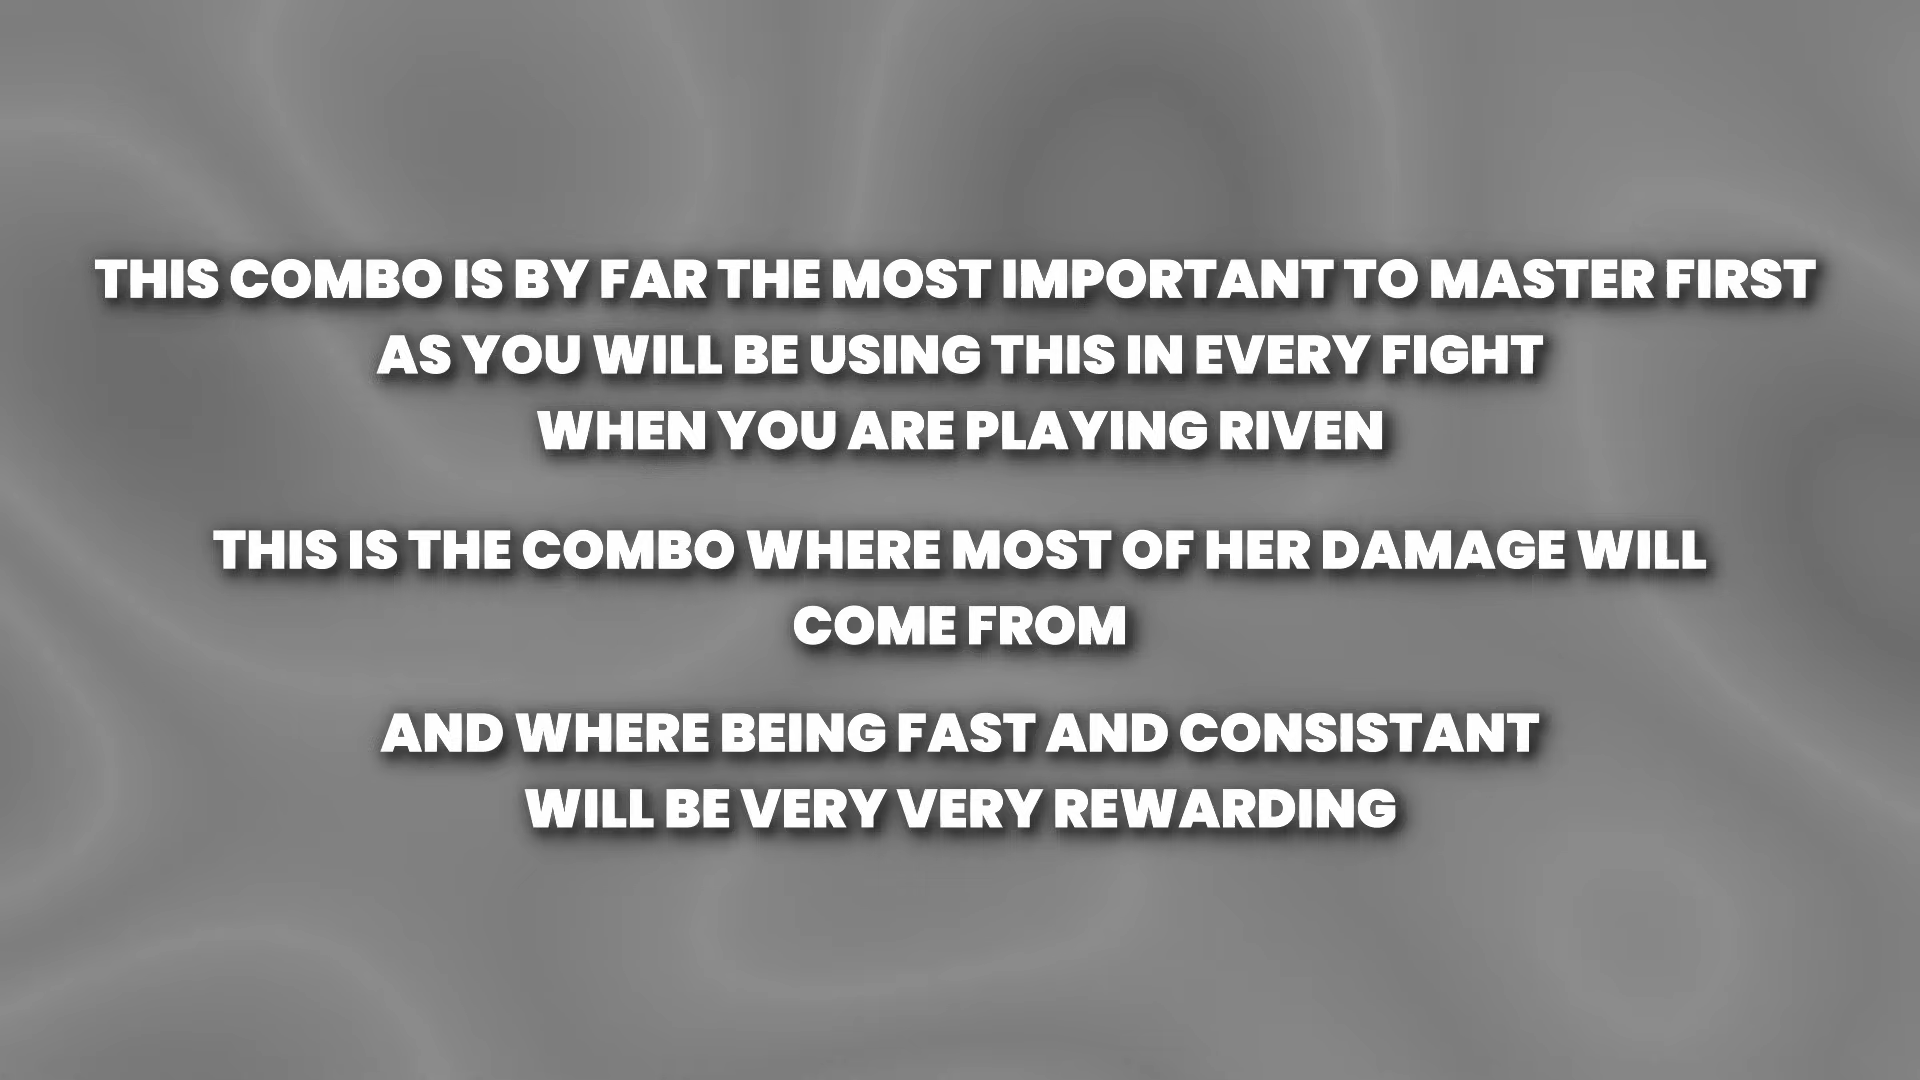 THIS COMBO IS BY FAR THE MOST IMPORTANT TO MASTER FIRST
AS YOU WILL BE USING THIS IN EVERY FIGHT
WHEN YOU ARE PLAYING RIVEN
THIS IS THE COMBO WHERE MOST OF HER DAMAGE WILL
COME FROM
AND WHERE BEING FAST AND CONSISTANT
WILL BE VERY VERY REWARDING